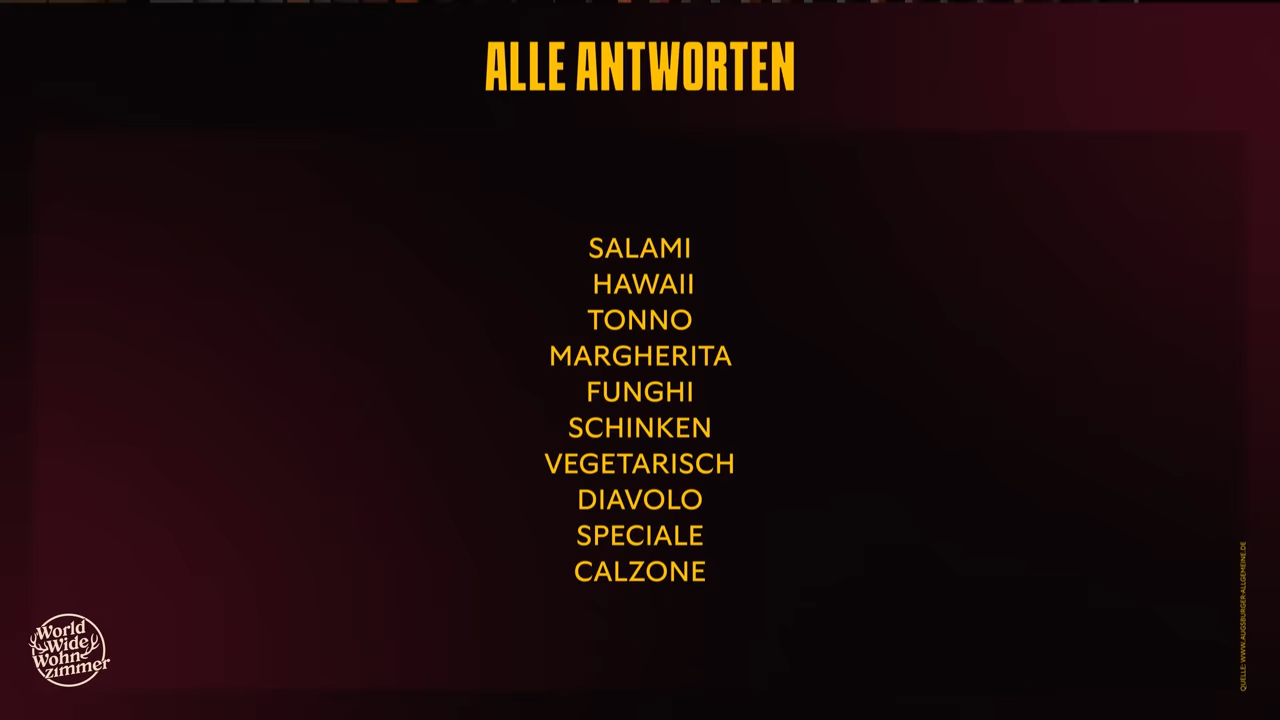 ALLE ANTWORTEN
SALAMI
HAWAII
TONNO
MARGHERITA
FUNGHI
SCHINKEN
VEGETARISCH
DIAVOLO
SPECIALE
CALZONE
World
Wide
Wohn
zimmer
QUELLE: WWW.AUGSBURGER-ALLGEMEINE.DE